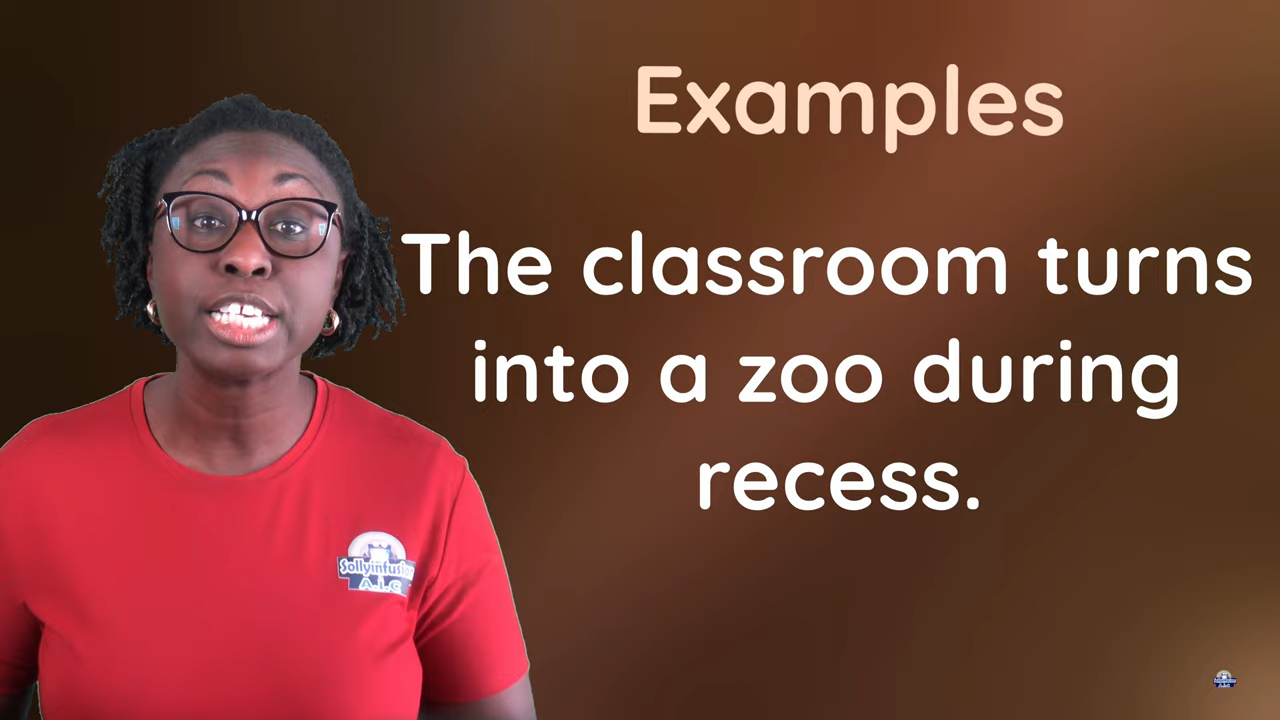 Examples
The classroom turns
into a zoo during
recess.
Sollyinfusion
A.I.C